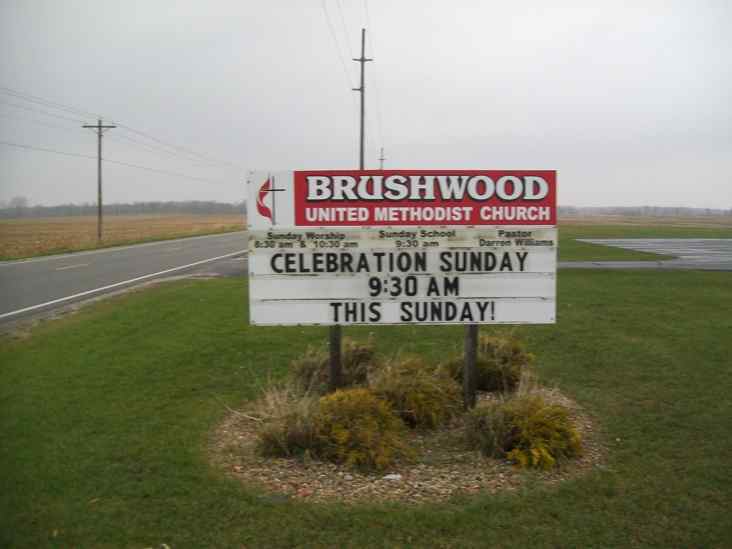 BRUSHWOOD
UNITED METHODIST CHURCH
Sunday Worship Sunday School Pastor
8:30 am & 10:30 am 9:30 am Darren Williams
CELEBRATION SUNDAY
9:30 AM
THIS SUNDAY!